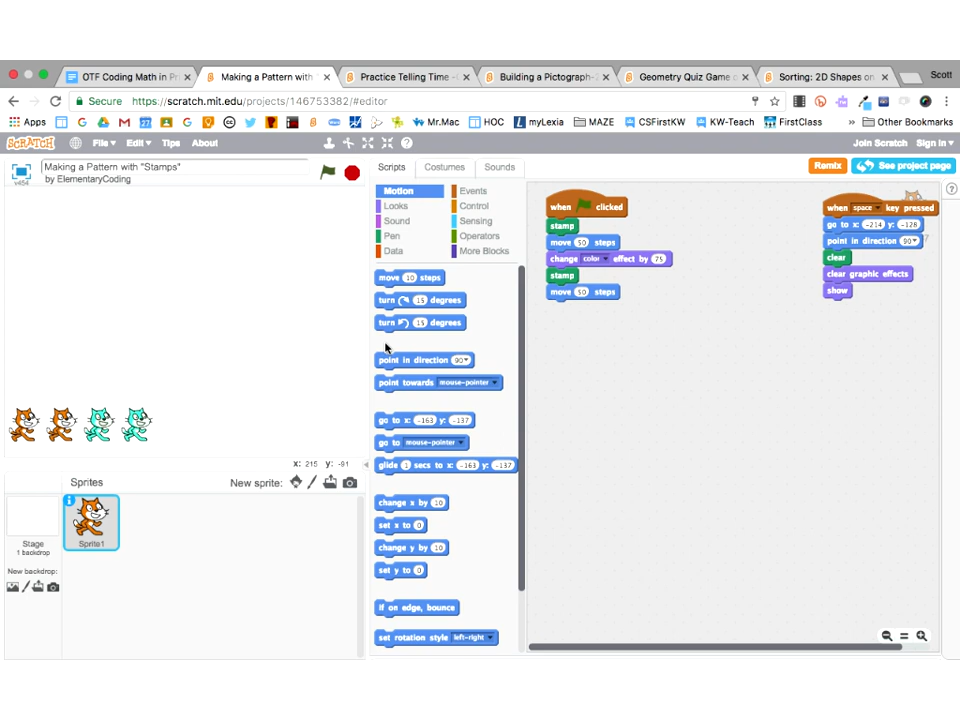 OTF Coding Math in Pri
Making a Pattern with "
Practice Telling Time -
Building a Pictograph-
Geometry Quiz Game o
Sorting: 2D Shapes on
Scott
Secure https://scratch.mit.edu/projects/146753382/#editor
Apps
27
Mr.Mac
HOC
myLexia
MAZE
CSFirstKW
KW-Teach
FirstClass
»
Other Bookmarks
SCRATCH
File
Edit
Tips
About
Join Scratch
Sign in
v454
Making a Pattern with "Stamps"
by ElementaryCoding
Scripts
Costumes
Sounds
Remix
See project page
Motion
Looks
Sound
Pen
Data
Events
Control
Sensing
Operators
More Blocks
move 10 steps
turn 15 degrees
turn 15 degrees
point in direction 90
point towards mouse-pointer
go to x: -163 y: -137
go to mouse-pointer
glide 1 secs to x: -163 y: -137
change x by 10
set x to 0
change y by 10
set y to 0
if on edge, bounce
set rotation style left-right
when clicked
stamp
move 50 steps
change color effect by 75
stamp
move 50 steps
when space key pressed
go to x: -214 y: -128
point in direction 90
clear
clear graphic effects
show
x: 215 y: -91
Sprites
New sprite:
Stage
1 backdrop
New backdrop:
Sprite1